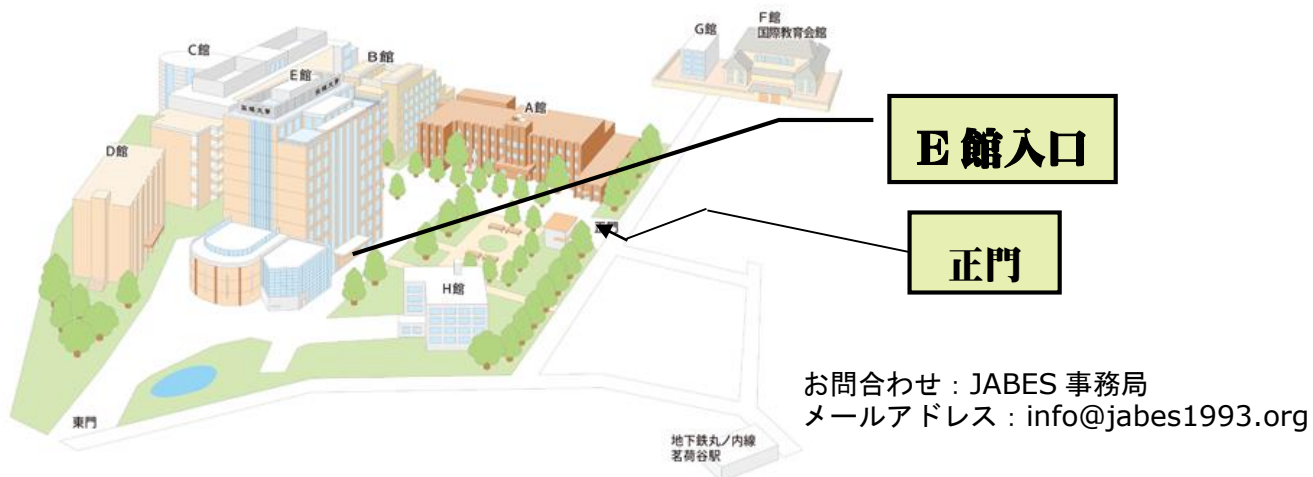 F館
国際教育会館
G館
C館
B館
E館
A館
E 館入口
D館
正門
正門
H館
お問合わせ：JABES 事務局
メールアドレス：info@jabes1993.org
東門
地下鉄丸ノ内線
茗荷谷駅